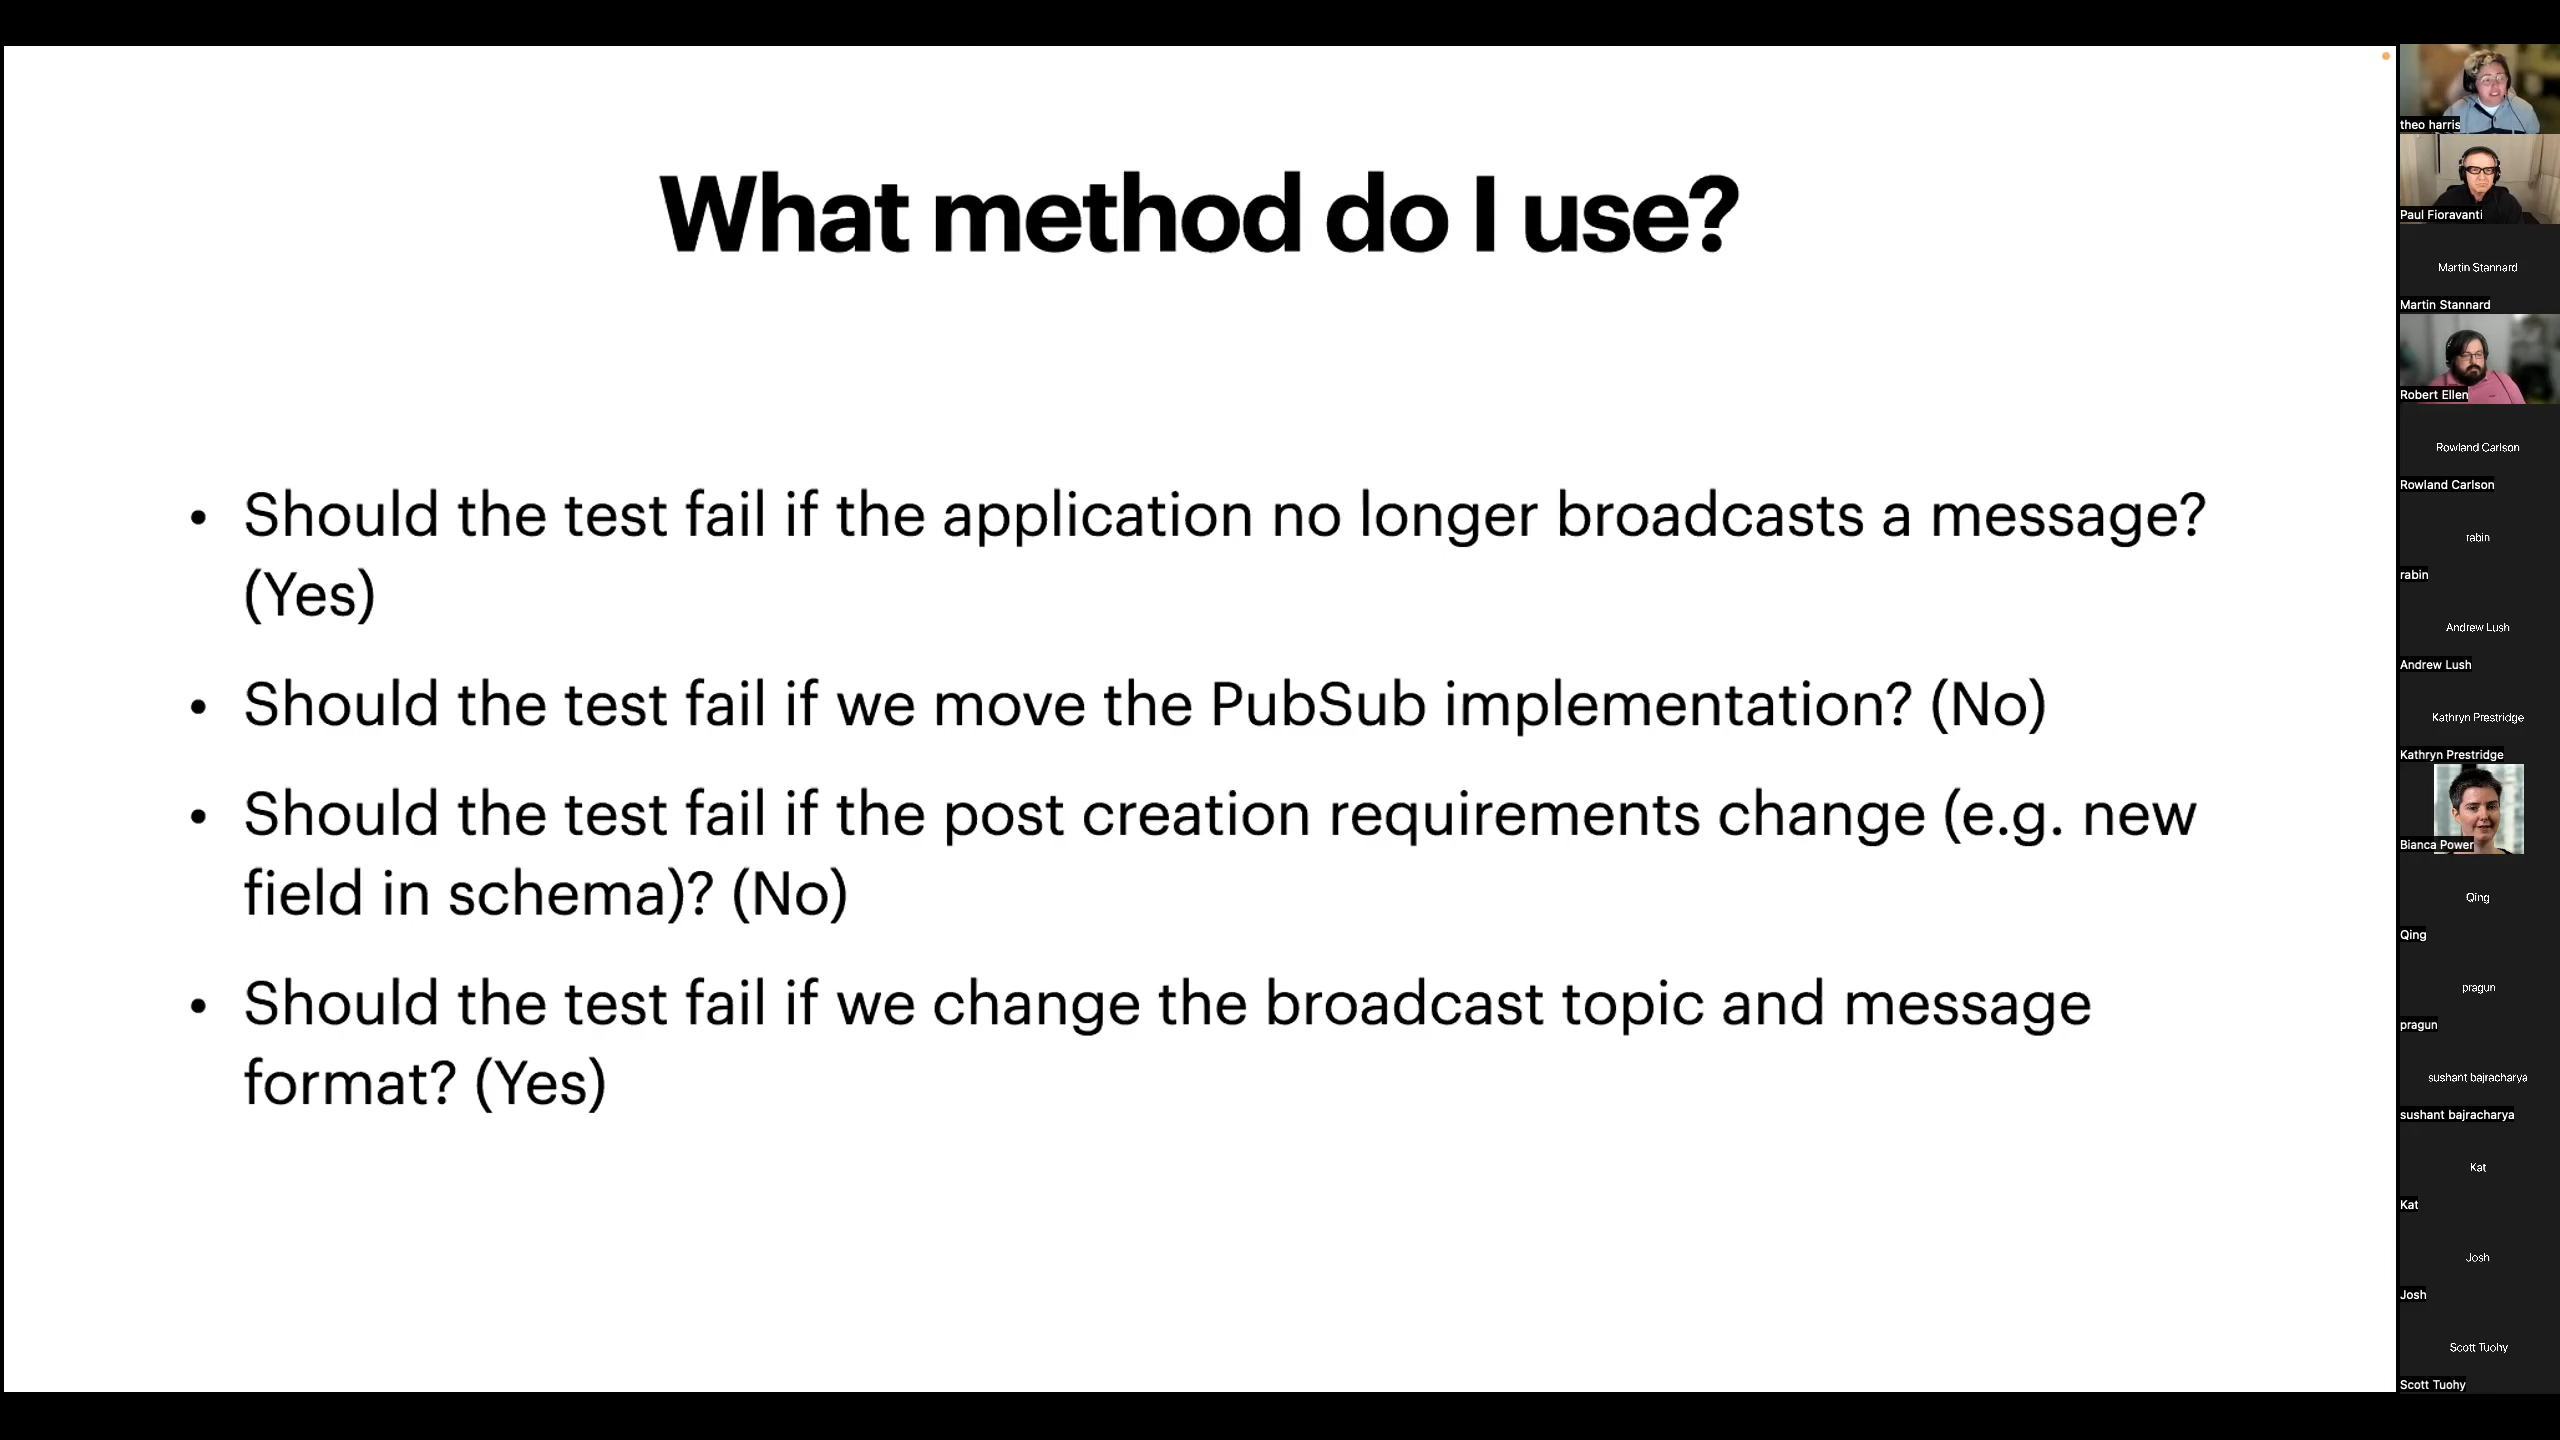 What method do I use?
• Should the test fail if the application no longer broadcasts a message?
(Yes)
• Should the test fail if we move the PubSub implementation? (No)
• Should the test fail if the post creation requirements change (e.g. new
field in schema)? (No)
• Should the test fail if we change the broadcast topic and message
format? (Yes)
theo harris
Paul Fioravanti
Martin Stannard
Martin Stannard
Robert Ellen
Rowland Carlson
Rowland Carlson
rabin
rabin
Andrew Lush
Andrew Lush
Kathryn Prestridge
Kathryn Prestridge
Bianca Power
Qing
Qing
pragun
pragun
sushant bajracharya
sushant bajracharya
Kat
Kat
Josh
Josh
Scott Tuohy
Scott Tuohy